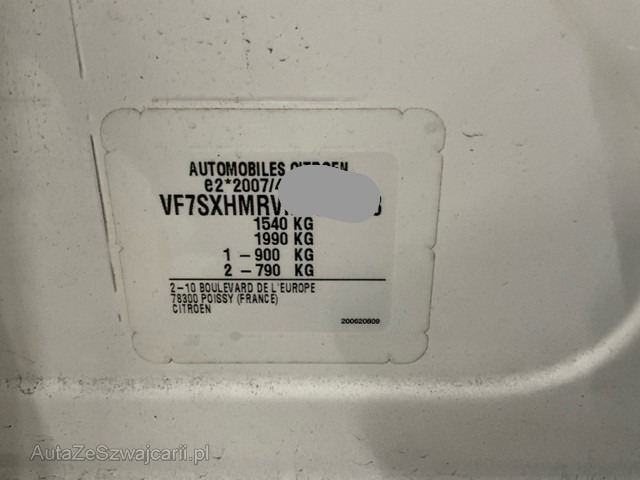 AUTOMOBILES CITROEN
e2*2007/
VF7SXHMRV
1540 KG
1990 KG
1 - 900 KG
2 - 790 KG
2-10 BOULEVARD DE L'EUROPE
78300 POISSY (FRANCE)
CITROEN
200620609
AutaZeSzwajcarii.pl